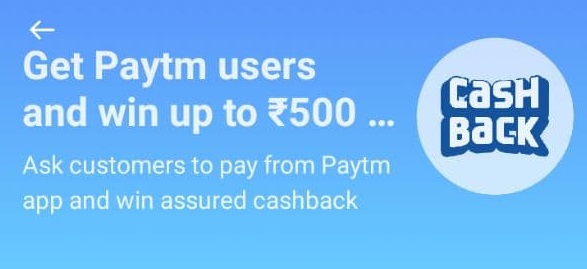 Get Paytm users
and win up to ₹500 ...
CASH
BACK
Ask customers to pay from Paytm
app and win assured cashback